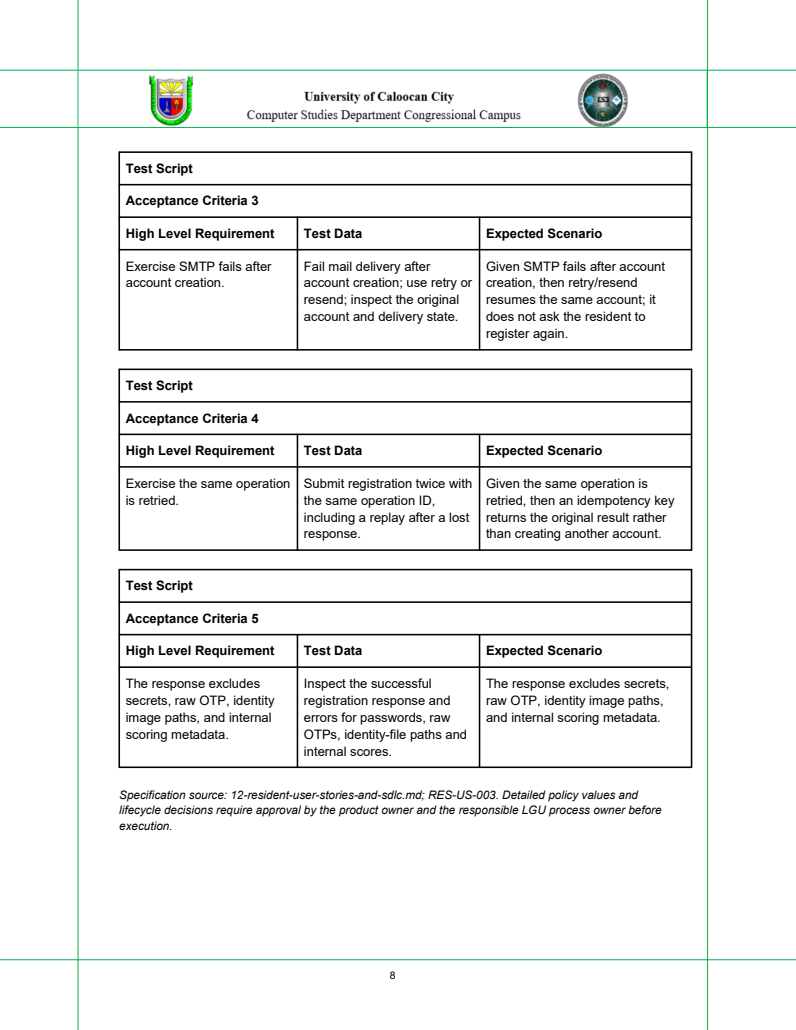 University of Caloocan City
Computer Studies Department Congressional Campus
Test Script
Acceptance Criteria 3
High Level Requirement
Test Data
Expected Scenario
Exercise SMTP fails after
account creation.
Fail mail delivery after
account creation; use retry or
resend; inspect the original
account and delivery state.
Given SMTP fails after account
creation, then retry/resend
resumes the same account; it
does not ask the resident to
register again.
Test Script
Acceptance Criteria 4
High Level Requirement
Test Data
Expected Scenario
Exercise the same operation
is retried.
Submit registration twice with
the same operation ID,
including a replay after a lost
response.
Given the same operation is
retried, then an idempotency key
returns the original result rather
than creating another account.
Test Script
Acceptance Criteria 5
High Level Requirement
Test Data
Expected Scenario
The response excludes
secrets, raw OTP, identity
image paths, and internal
scoring metadata.
Inspect the successful
registration response and
errors for passwords, raw
OTPs, identity-file paths and
internal scores.
The response excludes secrets,
raw OTP, identity image paths,
and internal scoring metadata.
Specification source: 12-resident-user-stories-and-sdlc.md; RES-US-003. Detailed policy values and
lifecycle decisions require approval by the product owner and the responsible LGU process owner before
execution.
8